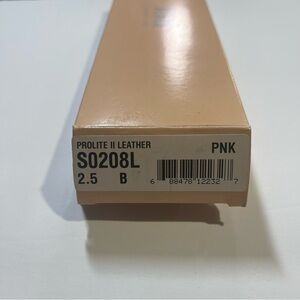 PROLITE II LEATHER PNK
S0208L
2.5 B
6 88476 12232 7